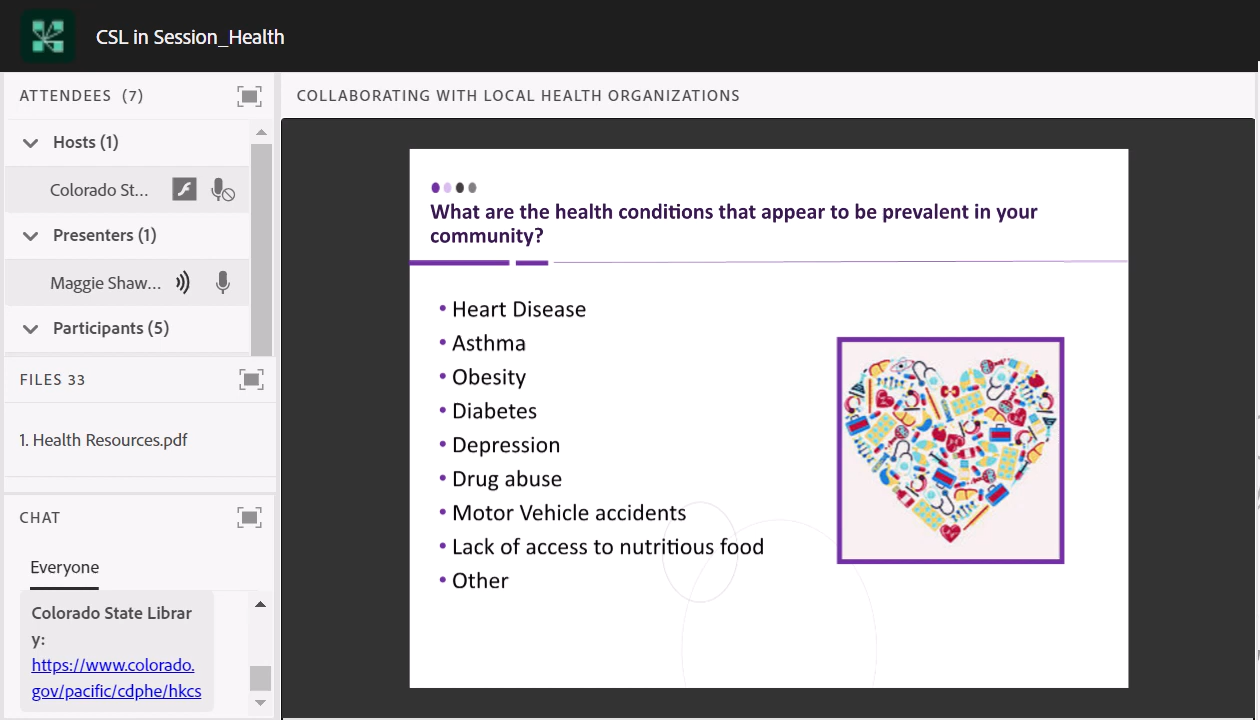 CSL in Session_Health
ATTENDEES (7)
Hosts (1)
Colorado St...
Presenters (1)
Maggie Shaw...
Participants (5)
FILES 33
1. Health Resources.pdf
CHAT
Everyone
Colorado State Librar
y:
https://www.colorado.
gov/pacific/cdphe/hkcs
COLLABORATING WITH LOCAL HEALTH ORGANIZATIONS
What are the health conditions that appear to be prevalent in your
community?
• Heart Disease
• Asthma
• Obesity
• Diabetes
• Depression
• Drug abuse
• Motor Vehicle accidents
• Lack of access to nutritious food
• Other